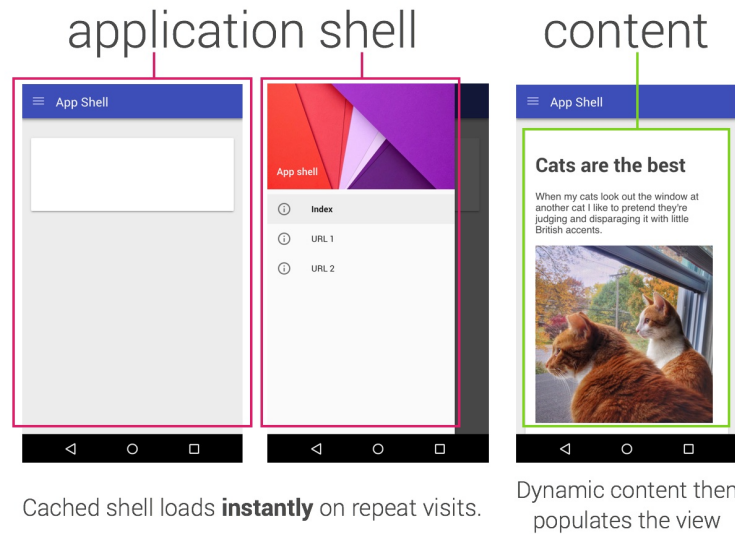 application shell
content
App Shell
App shell
Index
URL 1
URL 2
App Shell
Cats are the best
When my cats look out the window at
another cat I like to pretend they're
judging and disparaging it with little
British accents.
Cached shell loads instantly on repeat visits.
Dynamic content then
populates the view